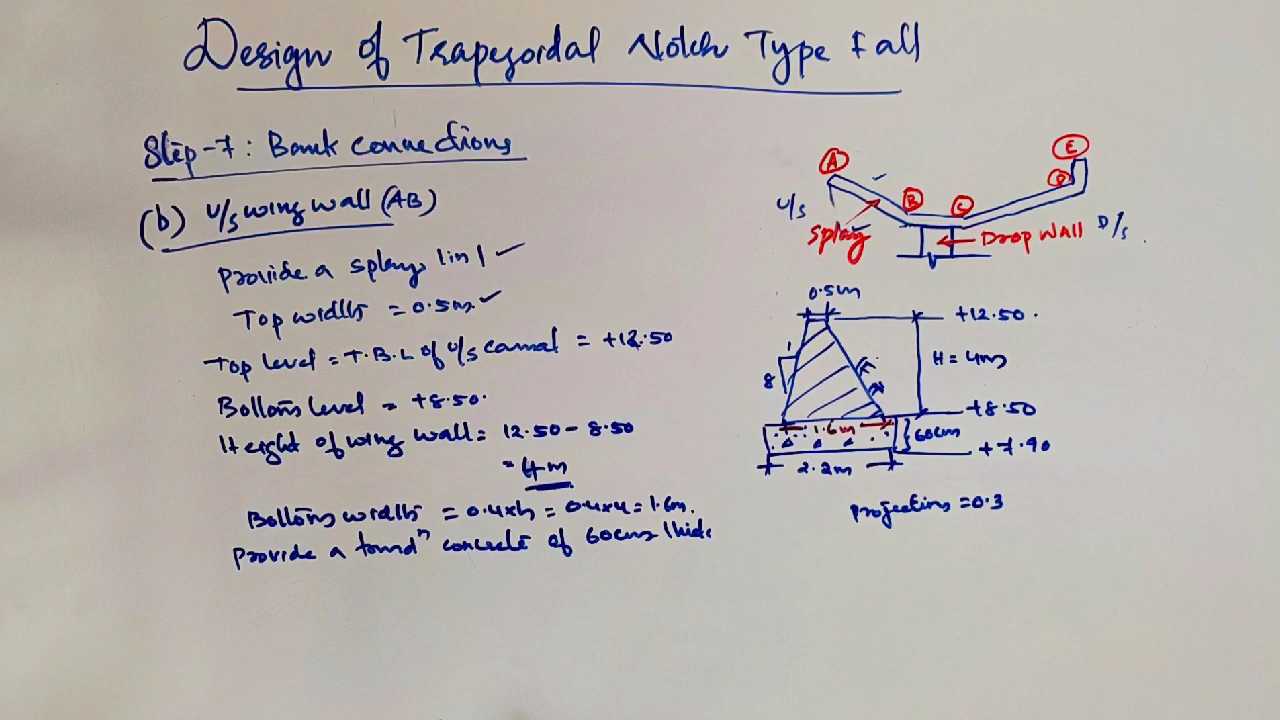 Design of Trapezoidal Notch Type Fall
Step-7: Bank connections
(b) U/s wing wall (AB)
Provide a splay 1 in 1 ✓
Top width = 0.5m ✓
Top level = T.B.L of U/s canal = +12.50
Bottom level = +8.50.
Height of wing wall = 12.50 - 8.50
= 4m
Bottom width = 0.4xh = 0.4x4 = 1.6m.
Provide a foundⁿ concrete of 60cm thick
A
E
U/s
B
C
D
splay
Drop wall
D/s
0.5m
+12.50.
1
8
H = 4m
+8.50
1.6m
60cm
+7.90
2.2m
Projection = 0.3